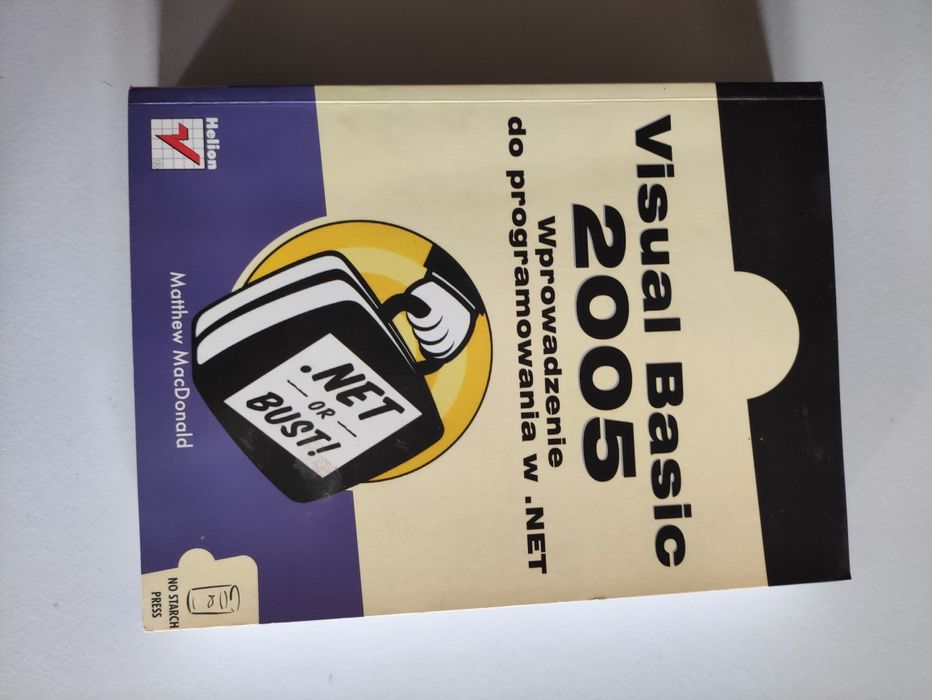 Visual Basic
2005
Wprowadzenie
do programowania w .NET
.NET
OR
BUST!
Matthew MacDonald
Helion
NO STARCH
PRESS